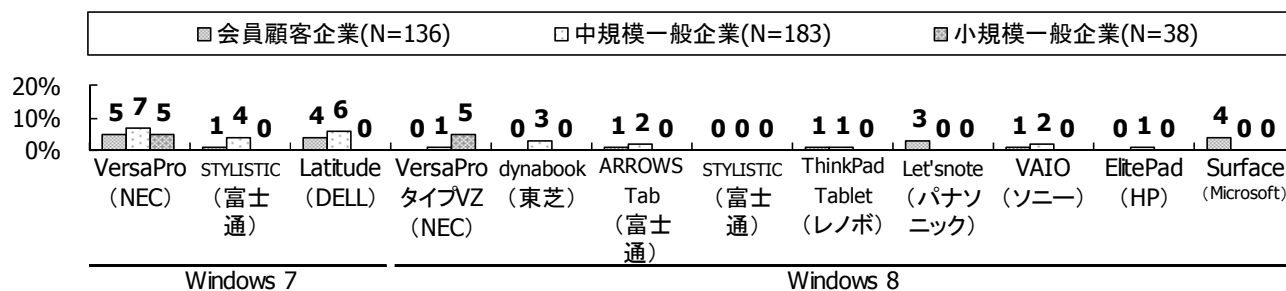 会員顧客企業(N=136) 中規模一般企業(N=183) 小規模一般企業(N=38)
20%
10%
0%
5 7 5 1 4 0 4 6 0 0 1 5 0 3 0 1 2 0 0 0 0 1 1 0 3 0 0 1 2 0 0 1 0 4 0 0
VersaPro
(NEC)
STYLISTIC
(富士
通)
Latitude
(DELL)
VersaPro
タイプVZ
(NEC)
dynabook
(東芝)
ARROWS
Tab
(富士
通)
STYLISTIC
(富士
通)
ThinkPad
Tablet
(レノボ)
Let'snote
(パナソ
ニック)
VAIO
(ソニー)
ElitePad
(HP)
Surface
(Microsoft)
Windows 7
Windows 8